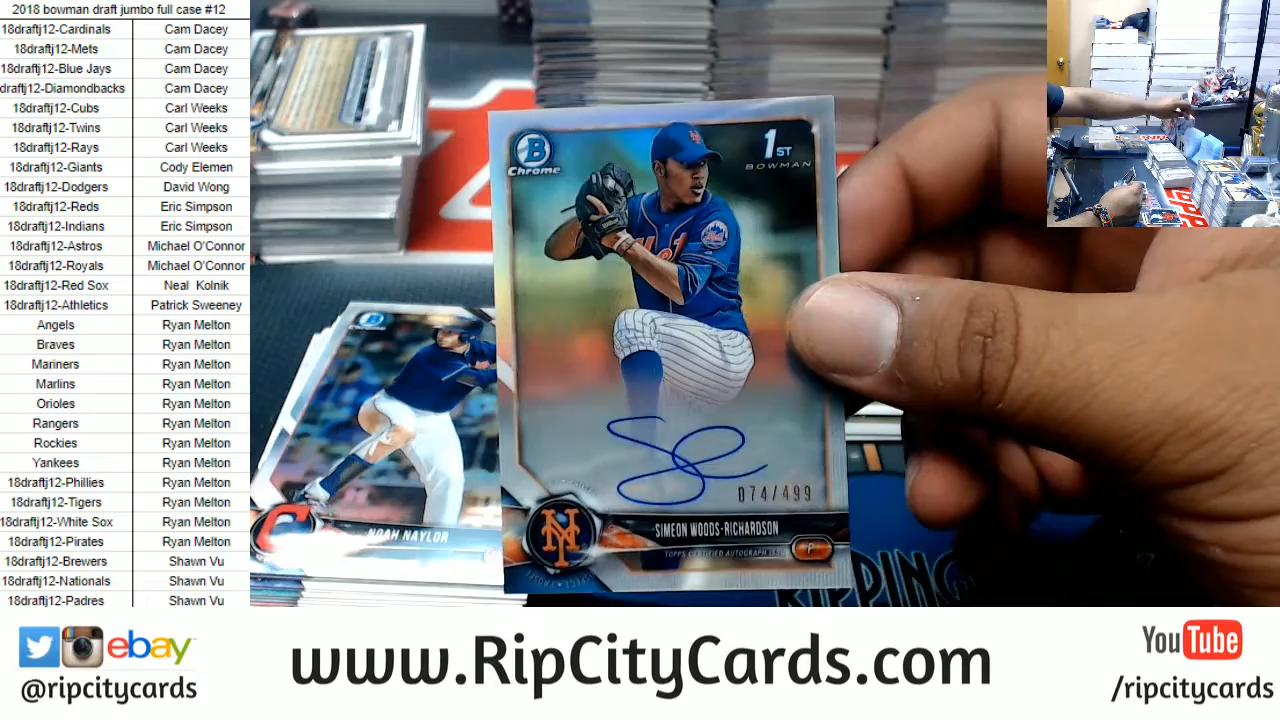 2018 bowman draft jumbo full case #12
18draftj12-Cardinals Cam Dacey
18draftj12-Mets Cam Dacey
18draftj12-Blue Jays Cam Dacey
draftj12-Diamondbacks Cam Dacey
18draftj12-Cubs Carl Weeks
18draftj12-Twins Carl Weeks
18draftj12-Rays Carl Weeks
18draftj12-Giants Cody Elemen
18draftj12-Dodgers David Wong
18draftj12-Reds Eric Simpson
18draftj12-Indians Eric Simpson
18draftj12-Astros Michael O'Connor
18draftj12-Royals Michael O'Connor
18draftj12-Red Sox Neal Kolnik
18draftj12-Athletics Patrick Sweeney
Angels Ryan Melton
Braves Ryan Melton
Mariners Ryan Melton
Marlins Ryan Melton
Orioles Ryan Melton
Rangers Ryan Melton
Rockies Ryan Melton
Yankees Ryan Melton
18draftj12-Phillies Ryan Melton
18draftj12-Tigers Ryan Melton
18draftj12-White Sox Ryan Melton
18draftj12-Pirates Ryan Melton
18draftj12-Brewers Shawn Vu
18draftj12-Nationals Shawn Vu
18draftj12-Padres Shawn Vu
B
Chrome
1ST
BOWMAN
074/499
SIMEON WOODS-RICHARDSON
TOPPS CERTIFIED AUTOGRAPH
P
NOAH NAYLOR
RIPPING
ebay
@ripcitycards
www.RipCityCards.com
YouTube
/ripcitycards